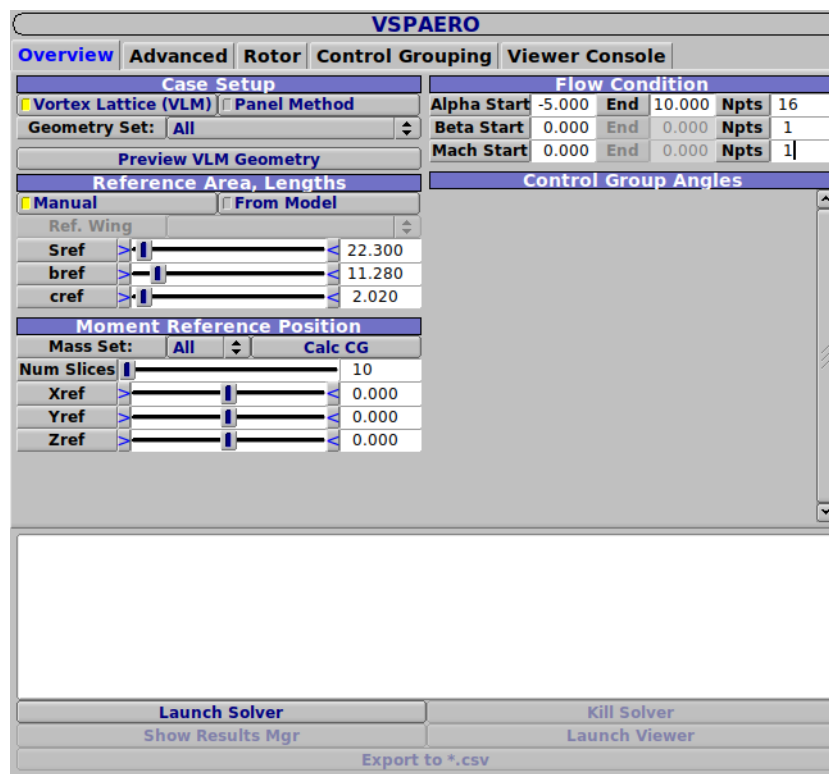 VSPAERO
Overview Advanced Rotor Control Grouping Viewer Console
Case Setup
Vortex Lattice (VLM) Panel Method
Geometry Set: All
Preview VLM Geometry
Reference Area, Lengths
Manual From Model
Ref. Wing
Sref > < 22.300
bref > < 11.280
cref > < 2.020
Moment Reference Position
Mass Set: All Calc CG
Num Slices 10
Xref > < 0.000
Yref > < 0.000
Zref > < 0.000
Flow Condition
Alpha Start -5.000 End 10.000 Npts 16
Beta Start 0.000 End 0.000 Npts 1
Mach Start 0.000 End 0.000 Npts 1
Control Group Angles
Launch Solver Kill Solver
Show Results Mgr Launch Viewer
Export to *.csv